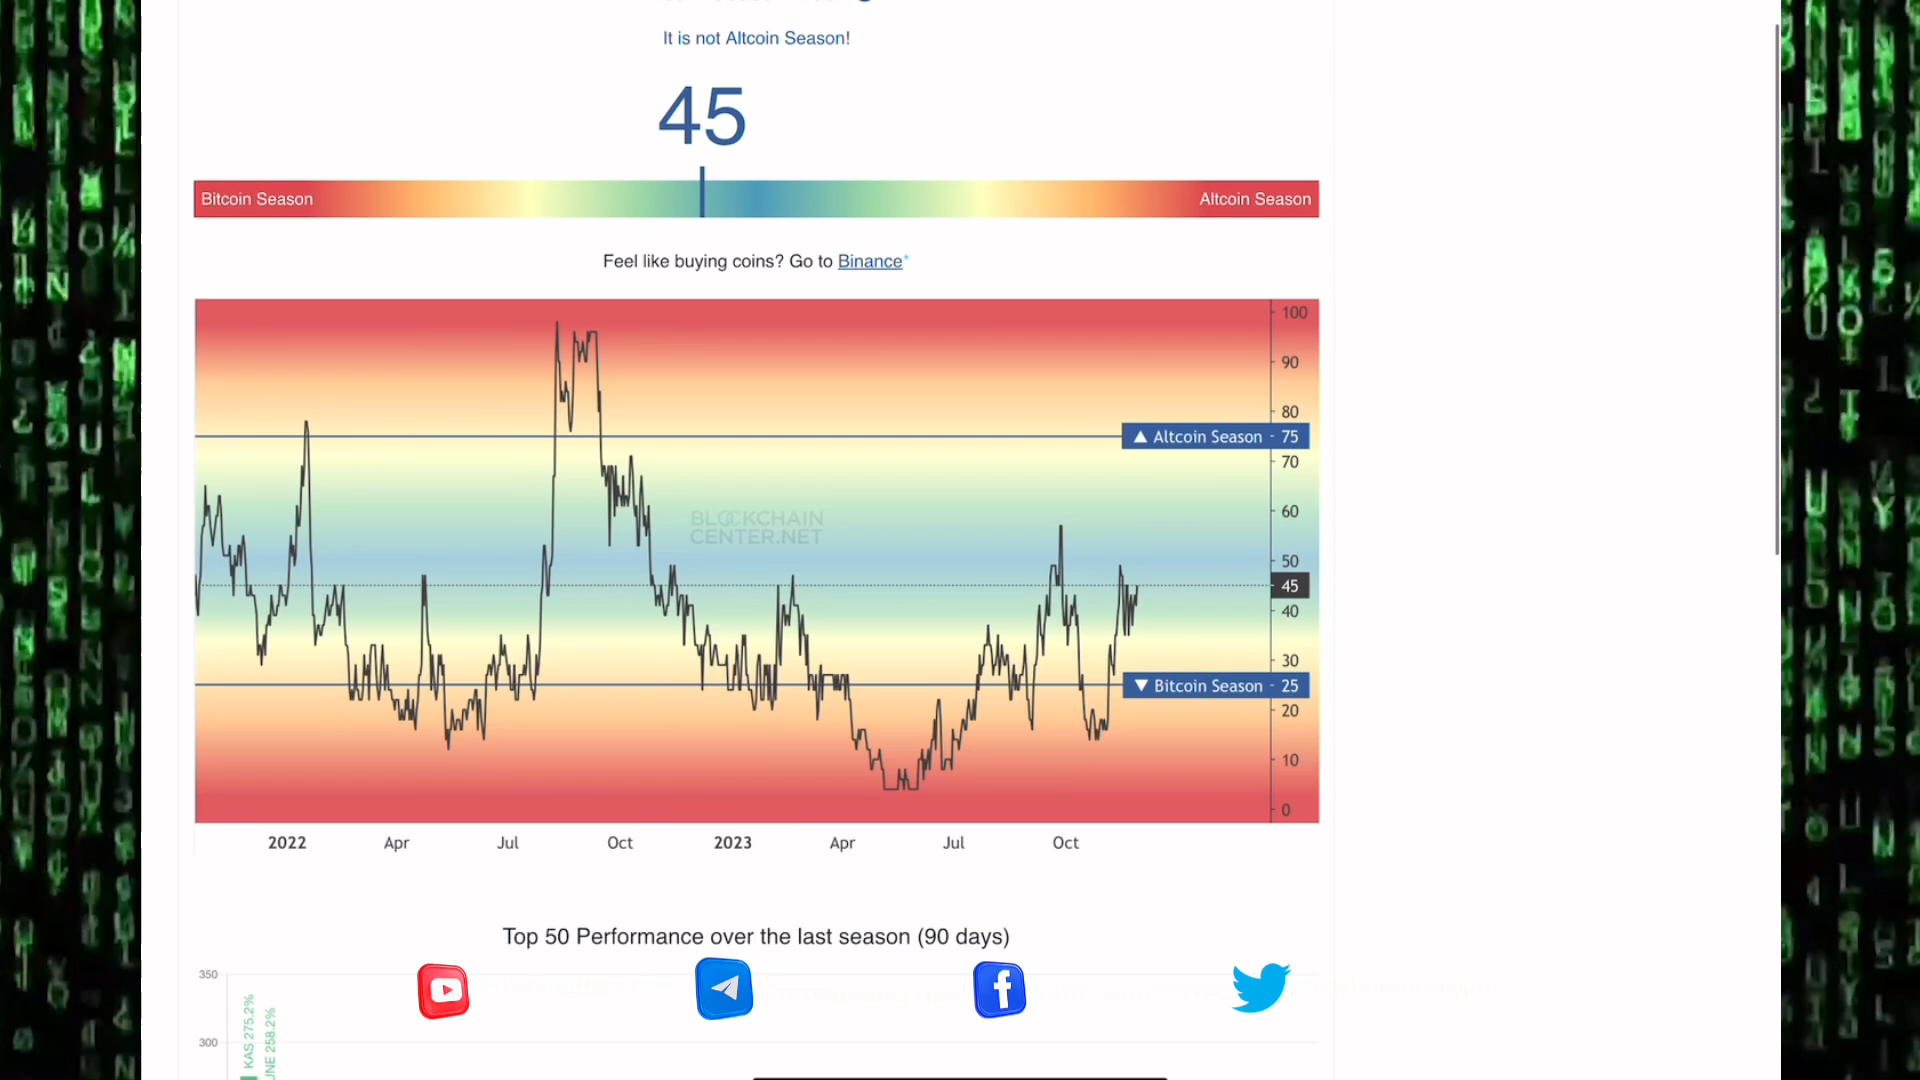 It is not Altcoin Season!
45
Bitcoin Season
Altcoin Season
Feel like buying coins? Go to Binance*
100
90
80
▲ Altcoin Season - 75
70
60
BLOCKCHAIN
CENTER.NET
50
45
40
30
▼ Bitcoin Season - 25
20
10
0
2022 Apr Jul Oct 2023 Apr Jul Oct
Top 50 Performance over the last season (90 days)
350
300
KAS 275.2%
258.2%